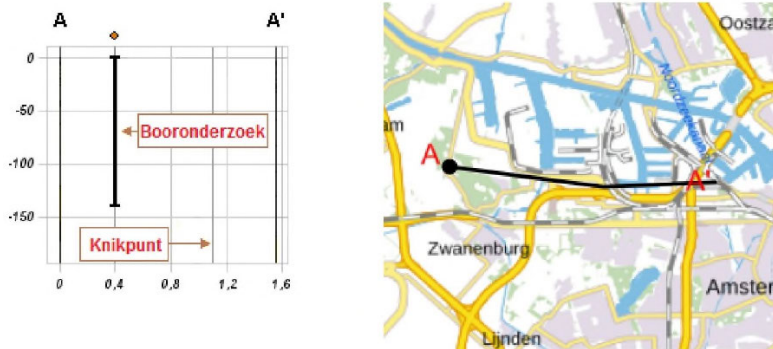 A A'
0
-50
Booronderzoek
-100
-150
Knikpunt
0 0,4 0,8 1,2 1,6
Oostza
Noordzeekanaal
am
A
A'
Zwanenburg
Amster
Lijnden